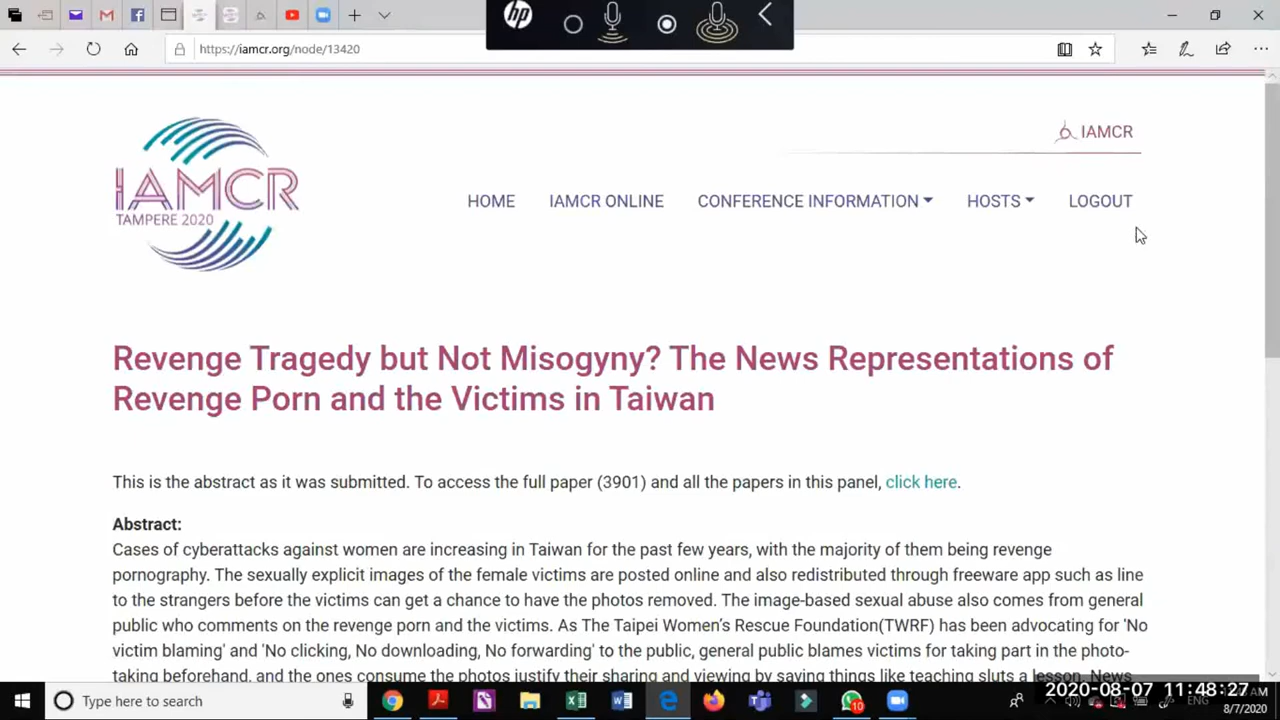 hp
https://iamcr.org/node/13420
IAMCR
TAMPERE 2020
IAMCR
HOME IAMCR ONLINE CONFERENCE INFORMATION HOSTS LOGOUT
Revenge Tragedy but Not Misogyny? The News Representations of
Revenge Porn and the Victims in Taiwan
This is the abstract as it was submitted. To access the full paper (3901) and all the papers in this panel, click here.
Abstract:
Cases of cyberattacks against women are increasing in Taiwan for the past few years, with the majority of them being revenge
pornography. The sexually explicit images of the female victims are posted online and also redistributed through freeware app such as line
to the strangers before the victims can get a chance to have the photos removed. The image-based sexual abuse also comes from general
public who comments on the revenge porn and the victims. As The Taipei Women's Rescue Foundation(TWRF) has been advocating for 'No
victim blaming' and 'No clicking, No downloading, No forwarding' to the public, general public blames victims for taking part in the photo-
taking beforehand, and the ones consume the photos justify their sharing and viewing by saying things like teaching sluts a lesson. News
Type here to search
10
ENG
2020-08-07 11:48:27
8/7/2020